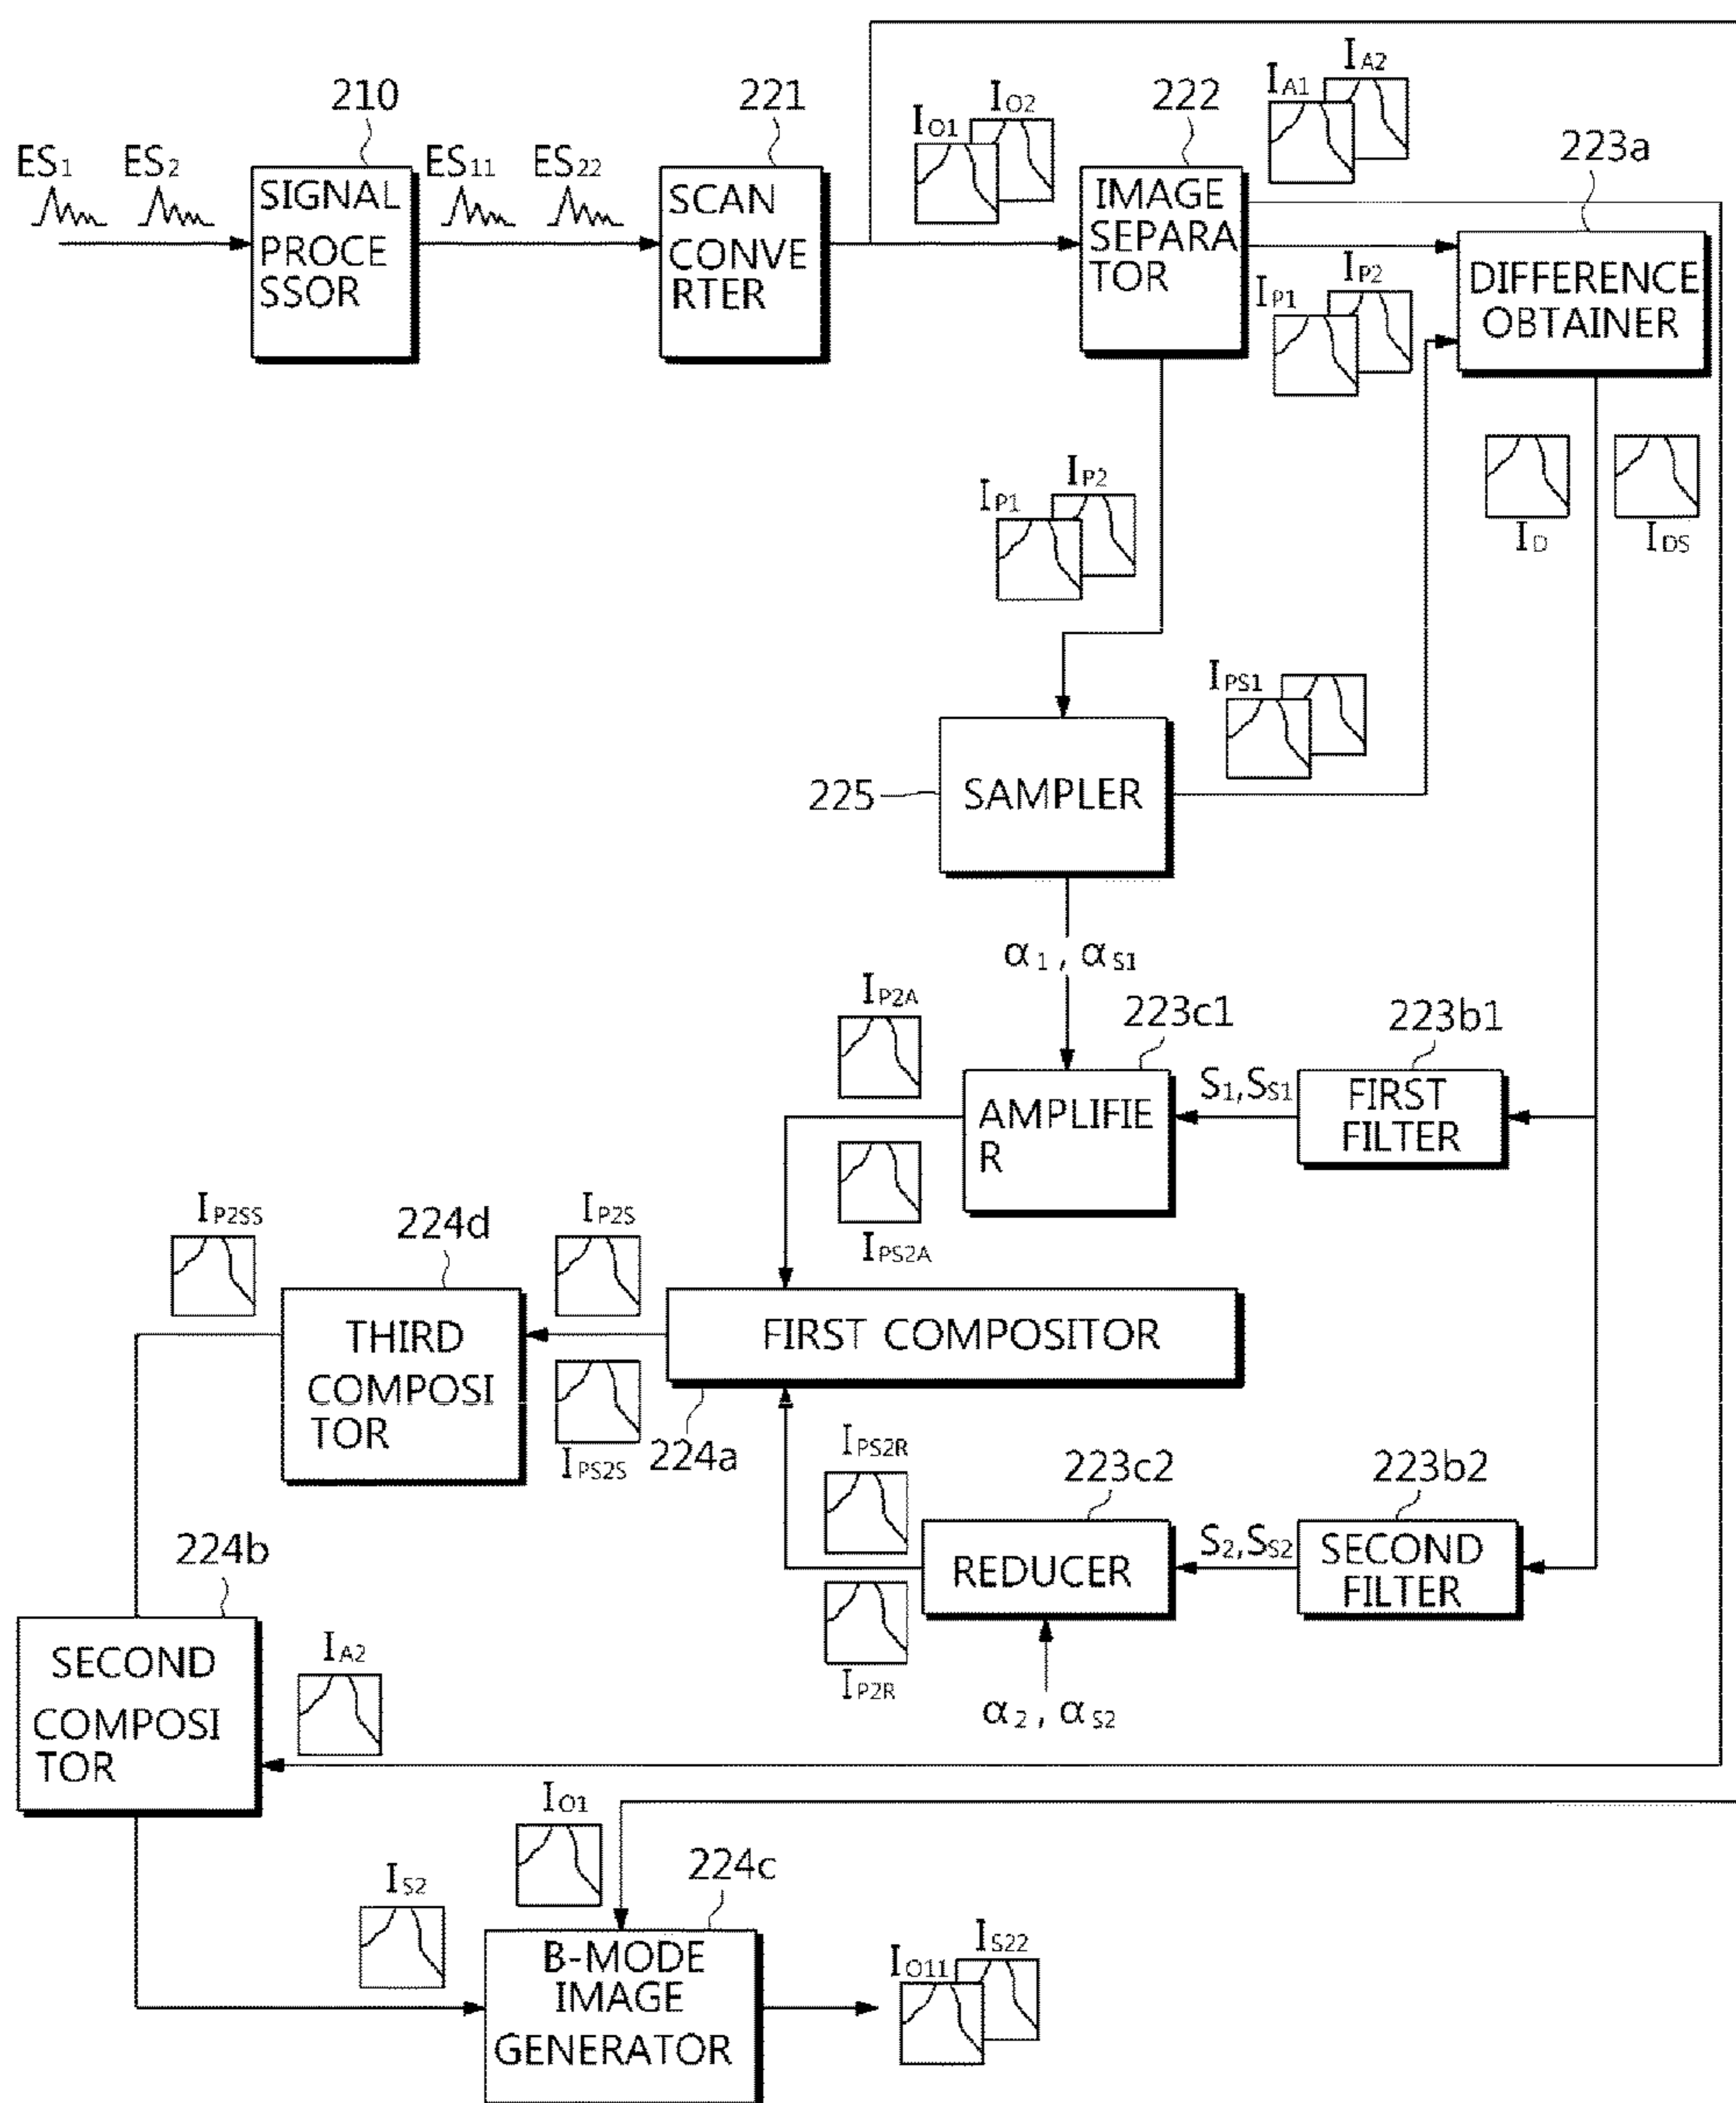 210
221
222
223a
ES1
ES2
ES11
ES22
IO1
IO2
IA1
IA2
SIGNAL
PROCE
SSOR
SCAN
CONVE
RTER
IMAGE
SEPARA
TOR
DIFFERENCE
OBTAINER
IP1
IP2
IP1
IP2
ID
IDS
IPS1
225
SAMPLER
α1 , αS1
IP2A
223c1
223b1
AMPLIFIE
R
S1,SS1
FIRST
FILTER
IPS2A
IP2SS
224d
IP2S
THIRD
COMPOSI
TOR
FIRST COMPOSITOR
IPS2S
224a
IPS2R
223c2
223b2
REDUCER
S2,SS2
SECOND
FILTER
IP2R
α2 , αS2
224b
SECOND
COMPOSI
TOR
IA2
IO1
224c
IS2
B-MODE
IMAGE
GENERATOR
IO11
IS22